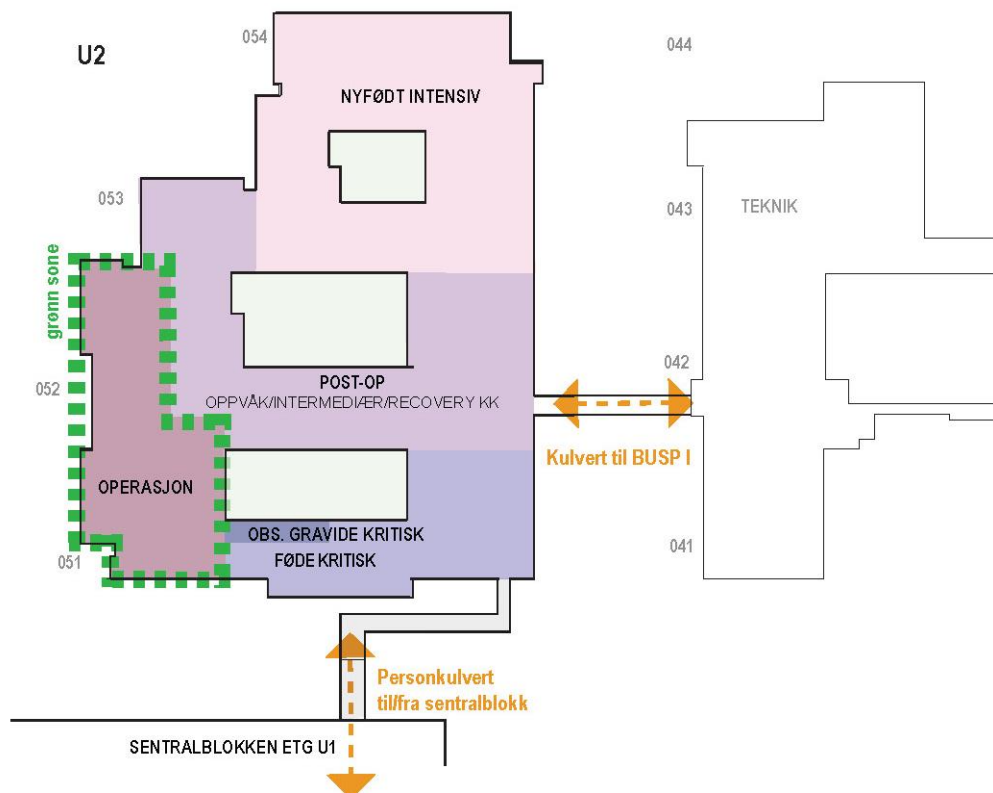 U2
054
044
NYFØDT INTENSIV
053
043
TEKNIK
grønn sone
052
042
POST-OP
OPPVÅK/INTERMEDIÆR/RECOVERY KK
Kulvert til BUSP I
OPERASJON
OBS. GRAVIDE KRITISK
FØDE KRITISK
051
041
Personkulvert
til/fra sentralblokk
SENTRALBLOKKEN ETG U1